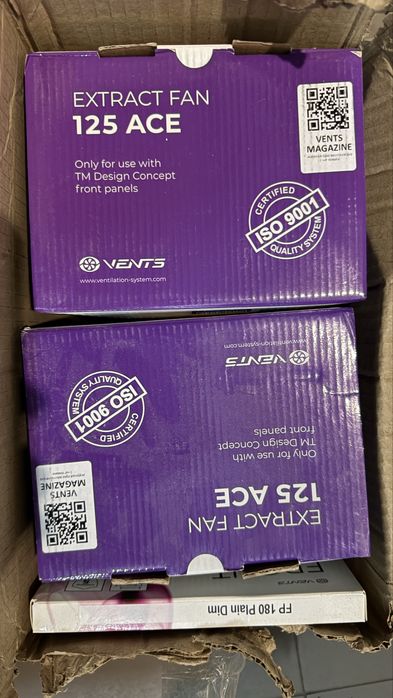 EXTRACT FAN
125 ACE
Only for use with
TM Design Concept
front panels
VENTS
www.ventilation-system.com
VENTS
MAGAZINE
CERTIFIED
ISO 9001
QUALITY SYSTEM
EXTRACT FAN
125 ACE
Only for use with
TM Design Concept
front panels
VENTS
www.ventilation-system.com
VENTS
MAGAZINE
CERTIFIED
ISO 9001
QUALITY SYSTEM
VENTS
FP 180 Plain Dim